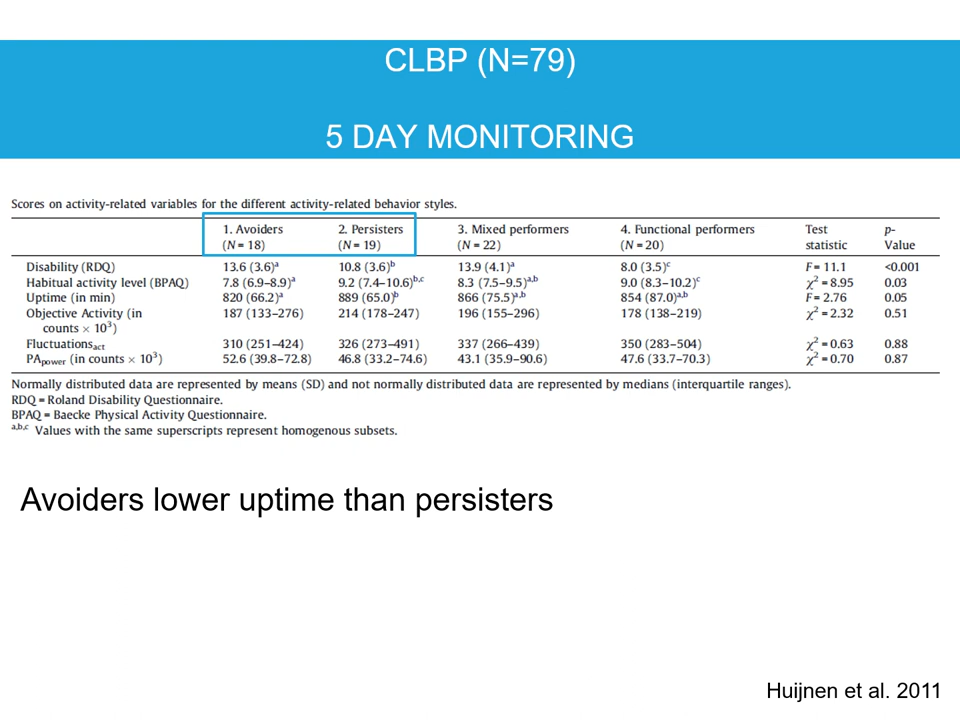 CLBP (N=79)
5 DAY MONITORING
Scores on activity-related variables for the different activity-related behavior styles.
1. Avoiders 2. Persisters 3. Mixed performers 4. Functional performers Test p-
(N = 18) (N = 19) (N = 22) (N = 20) statistic Value
Disability (RDQ) 13.6 (3.6)a 10.8 (3.6)b 13.9 (4.1)a 8.0 (3.5)c F = 11.1 <0.001
Habitual activity level (BPAQ) 7.8 (6.9–8.9)a 9.2 (7.4–10.6)b,c 8.3 (7.5–9.5)a,b 9.0 (8.3–10.2)c χ2 = 8.95 0.03
Uptime (in min) 820 (66.2)a 889 (65.0)b 866 (75.5)a,b 854 (87.0)a,b F = 2.76 0.05
Objective Activity (in 187 (133–276) 214 (178–247) 196 (155–296) 178 (138–219) χ2 = 2.32 0.51
counts × 103)
Fluctuationsact 310 (251–424) 326 (273–491) 337 (266–439) 350 (283–504) χ2 = 0.63 0.88
PApower (in counts × 103) 52.6 (39.8–72.8) 46.8 (33.2–74.6) 43.1 (35.9–90.6) 47.6 (33.7–70.3) χ2 = 0.70 0.87
Normally distributed data are represented by means (SD) and not normally distributed data are represented by medians (interquartile ranges).
RDQ = Roland Disability Questionnaire.
BPAQ = Baecke Physical Activity Questionnaire.
a,b,c Values with the same superscripts represent homogenous subsets.
Avoiders lower uptime than persisters
Huijnen et al. 2011